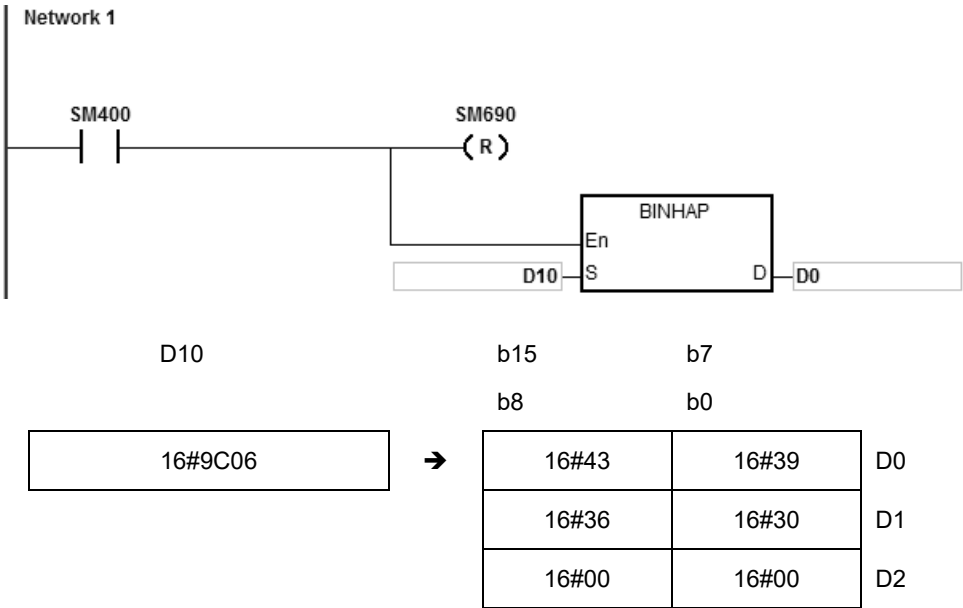 Network 1
SM400 SM690
( R )
BINHAP
En
D10 S D D0
D10 b15 b7
b8 b0
16#9C06 ➔ 16#43 16#39 D0
16#36 16#30 D1
16#00 16#00 D2